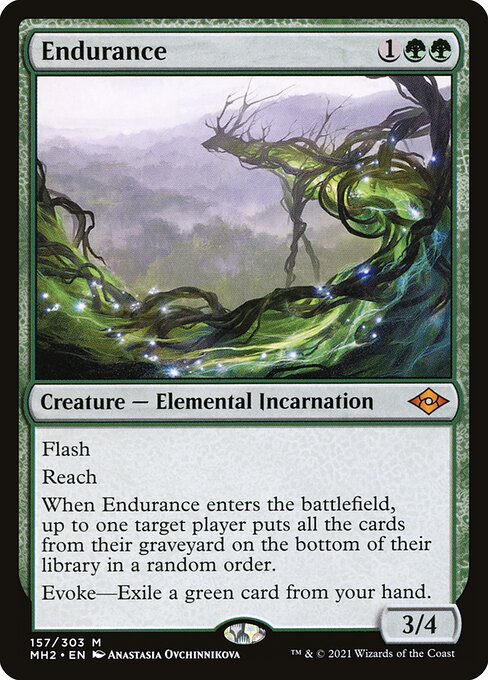 Endurance 1
Creature — Elemental Incarnation
Flash
Reach
When Endurance enters the battlefield,
up to one target player puts all the cards
from their graveyard on the bottom of their
library in a random order.
Evoke—Exile a green card from your hand.
3/4
157/303 M
MH2 • EN Anastasia Ovchinnikova
™ & © 2021 Wizards of the Coast